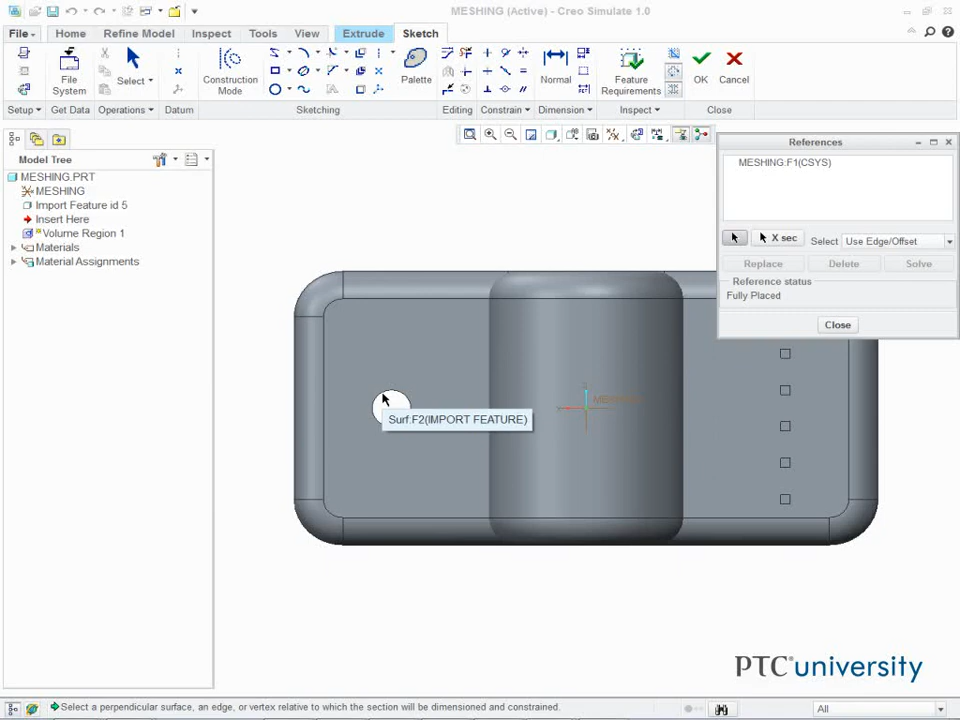 MESHING (Active) - Creo Simulate 1.0
File
Home
Refine Model
Inspect
Tools
View
Extrude
Sketch
File
System
Select
Construction
Mode
Palette
Normal
Feature
Requirements
OK
Cancel
Setup
Get Data
Operations
Datum
Sketching
Editing
Constrain
Dimension
Inspect
Close
Model Tree
MESHING.PRT
MESHING
Import Feature id 5
Insert Here
Volume Region 1
Materials
Material Assignments
References
MESHING:F1(CSYS)
X sec
Select
Use Edge/Offset
Replace
Delete
Solve
Reference status
Fully Placed
Close
Surf:F2(IMPORT FEATURE)
PTC university
Select a perpendicular surface, an edge, or vertex relative to which the section will be dimensioned and constrained.
All